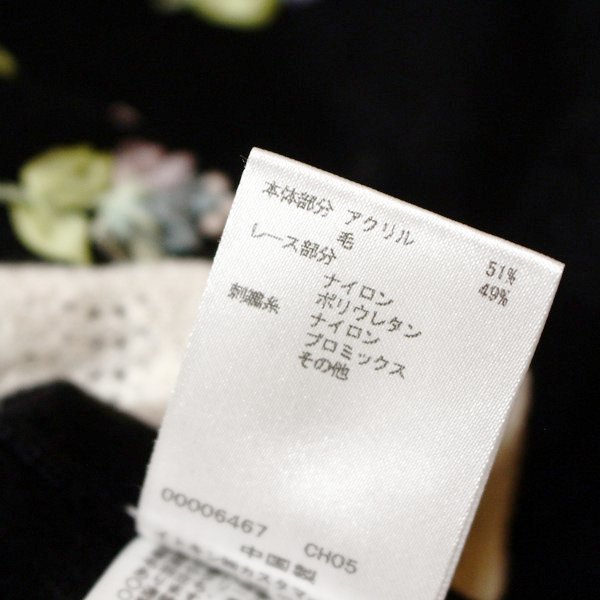 本体部分 アクリル 51%
毛 49%
レース部分
ナイロン
ポリウレタン
刺繍糸 ナイロン
プロミックス
その他
00006467 CH05
中国製